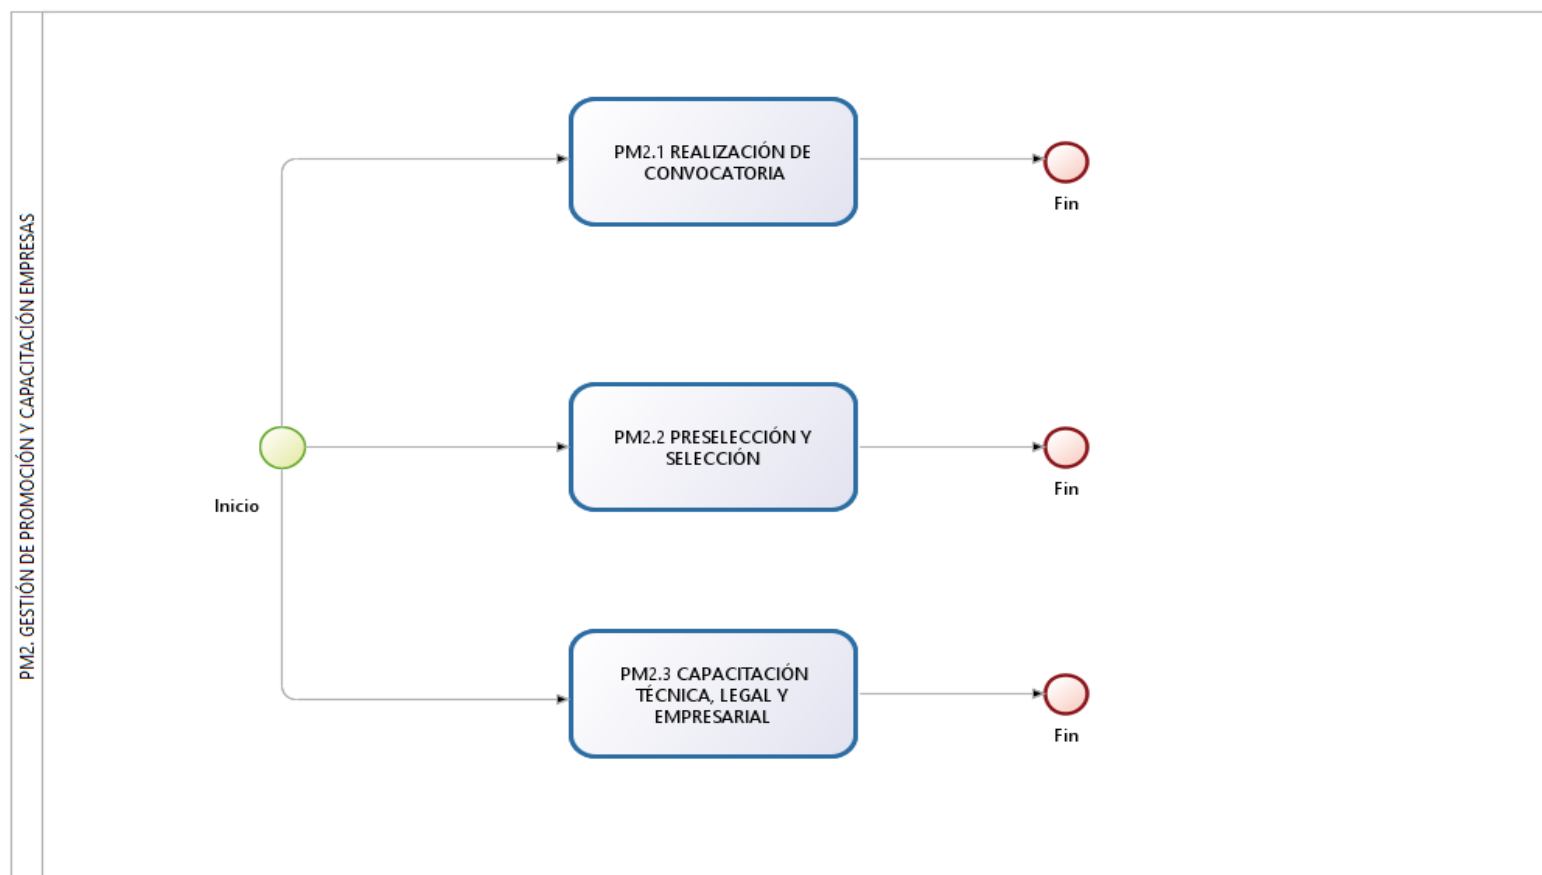 PM2. GESTIÓN DE PROMOCIÓN Y CAPACITACIÓN EMPRESAS
PM2.1 REALIZACIÓN DE
CONVOCATORIA
Fin
Inicio
PM2.2 PRESELECCIÓN Y
SELECCIÓN
Fin
PM2.3 CAPACITACIÓN
TÉCNICA, LEGAL Y
EMPRESARIAL
Fin